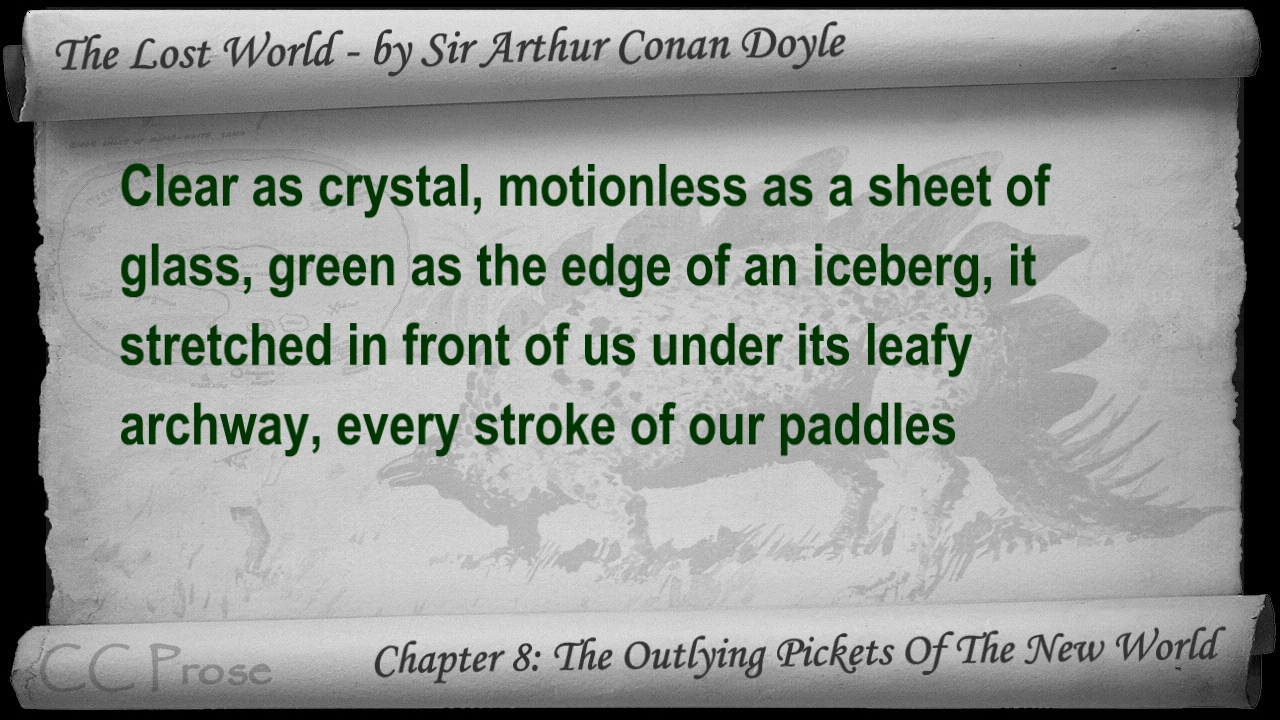 The Lost World - by Sir Arthur Conan Doyle
Clear as crystal, motionless as a sheet of
glass, green as the edge of an iceberg, it
stretched in front of us under its leafy
archway, every stroke of our paddles
CC Prose
Chapter 8: The Outlying Pickets Of The New World